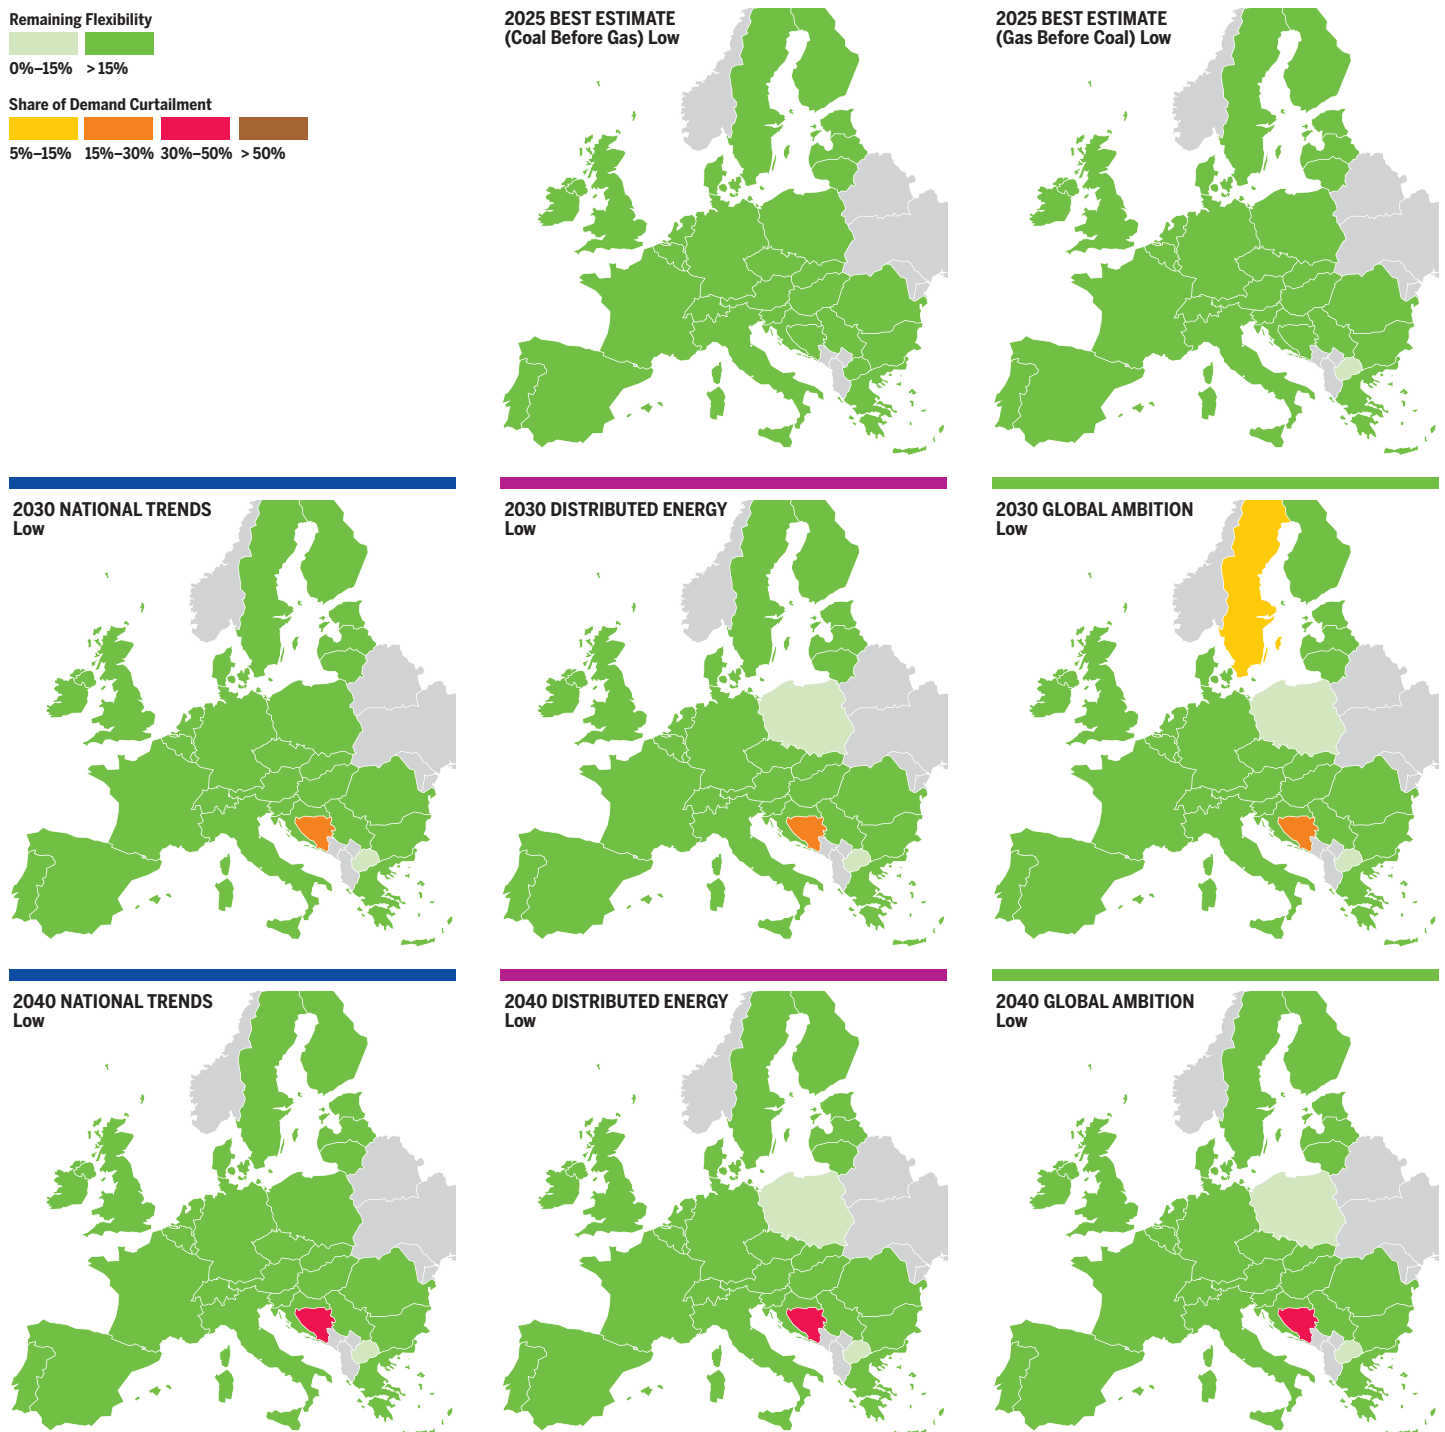 Remaining Flexibility
0%–15% > 15%
Share of Demand Curtailment
5%–15% 15%–30% 30%–50% > 50%
2025 BEST ESTIMATE
(Coal Before Gas) Low
2025 BEST ESTIMATE
(Gas Before Coal) Low
2030 NATIONAL TRENDS
Low
2030 DISTRIBUTED ENERGY
Low
2030 GLOBAL AMBITION
Low
2040 NATIONAL TRENDS
Low
2040 DISTRIBUTED ENERGY
Low
2040 GLOBAL AMBITION
Low